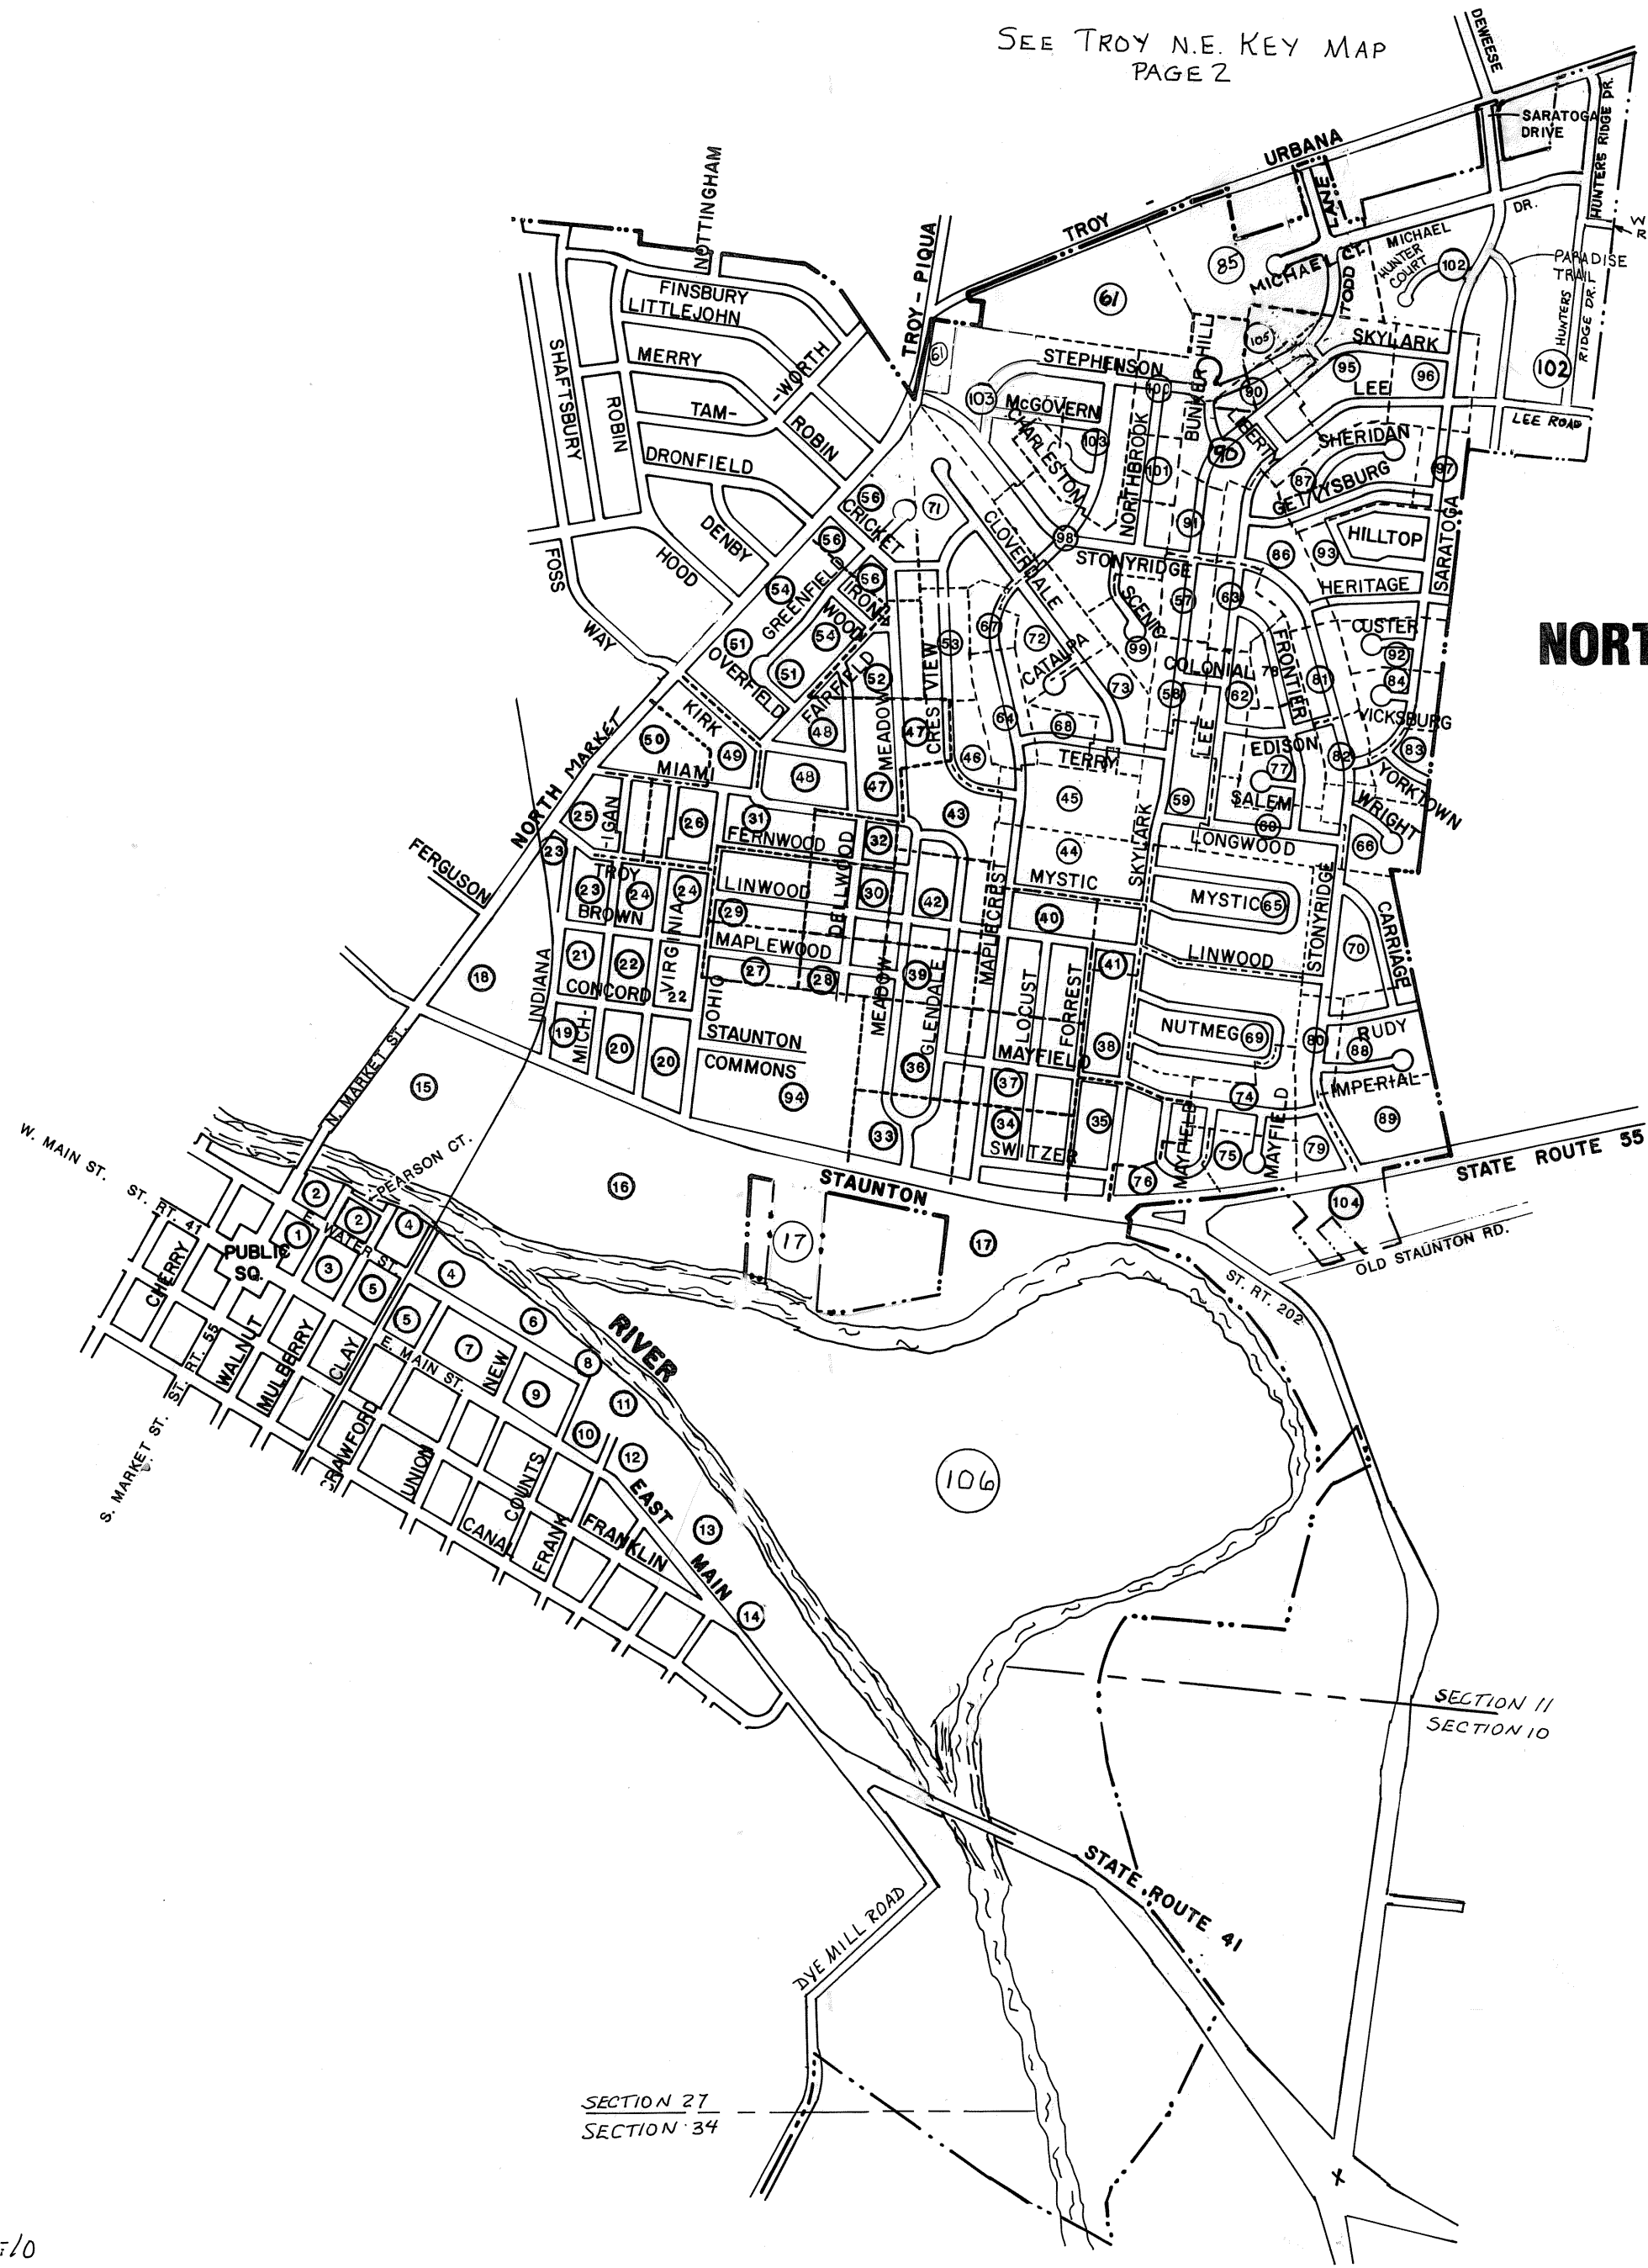 SEE TROY N.E. KEY MAP
PAGE 2
DEWEESE
SARATOGA
DRIVE
HUNTERS RIDGE DR.
URBANA
LANE
TROY
NOTTINGHAM
TROY - PIQUA
DR.
W
R
MICHAEL
HUNTER
COURT
102
PARADISE
TRAIL
HUNTERS
RIDGE DR.
85
MICHAEL CT.
TODD
61
FINSBURY
LITTLEJOHN
MERRY
-WORTH
TAM-
ROBIN
ROBIN
SHAFTSBURY
DRONFIELD
DENBY
HOOD
FOSS
WAY
61
STEPHENSON
103
McGOVERN
CHARLESTON
103
100
NORTHBROOK
101
BUNKER HILL
105
90
90
SKYLARK
95
96
LEE
102
LEE ROAD
SHERIDAN
87
GETTYSBURG
97
SARATOGA
HILLTOP
86
93
HERITAGE
91
98
STONYRIDGE
CLOVERDALE
71
56
CRICKET
56
56
54
GREENFIELD
IRON-
WOOD
54
51
OVERFIELD
51
FAIRFIELD
52
53
67
72
CATALPA
SCENIC
99
57
63
CUSTER
92
84
VICKSBURG
83
YORKTOWN
NORT
COLONIAL
78
FRONTIER
81
73
58
62
LEE
64
68
TERRY
EDISON
82
77
SALEM
60
WRIGHT
66
KIRK
50
49
MIAMI
48
48
MEADOW
CREST VIEW
47
47
46
45
44
43
59
LONGWOOD
NORTH MARKET
25
-IGAN
26
31
FERNWOOD
DELLWOOD
32
MAPLECREST
MYSTIC
SKYLARK
MYSTIC
65
STONYRIDGE
CARRIAGE
70
FERGUSON
23
TROY
23
24
24
BROWN
LINWOOD
29
30
42
40
LINWOOD
MAPLEWOOD
18
21
22
VIRGINIA
27
28
39
41
INDIANA
CONCORD
22
OHIO
MEADOW
GLENDALE
LOCUST
FORREST
19
MICH-
20
20
STAUNTON
COMMONS
94
36
MAYFIELD
38
37
NUTMEG
69
80
RUDY
88
IMPERIAL
89
74
33
34
SWITZER
35
MAYFIELD
75
MAYFIELD
79
76
N. MARKET ST.
15
16
STAUNTON
17
17
STATE ROUTE 55
104
OLD STAUNTON RD.
ST. RT. 202
W. MAIN ST.
ST. RT. 41
PEARSON CT.
2
2
1
E. WATER ST.
4
PUBLIC
SQ.
3
5
4
CHERRY
5
6
RIVER
WALNUT
MULBERRY
CLAY
E. MAIN ST.
7
NEW
8
9
11
ST. RT. 55
S. MARKET ST.
CRAWFORD
UNION
COUNTS
10
12
EAST
MAIN
CANAL
FRANK
FRANKLIN
13
14
106
SECTION 11
SECTION 10
STATE ROUTE 41
DYE MILL ROAD
SECTION 27
SECTION 34
X